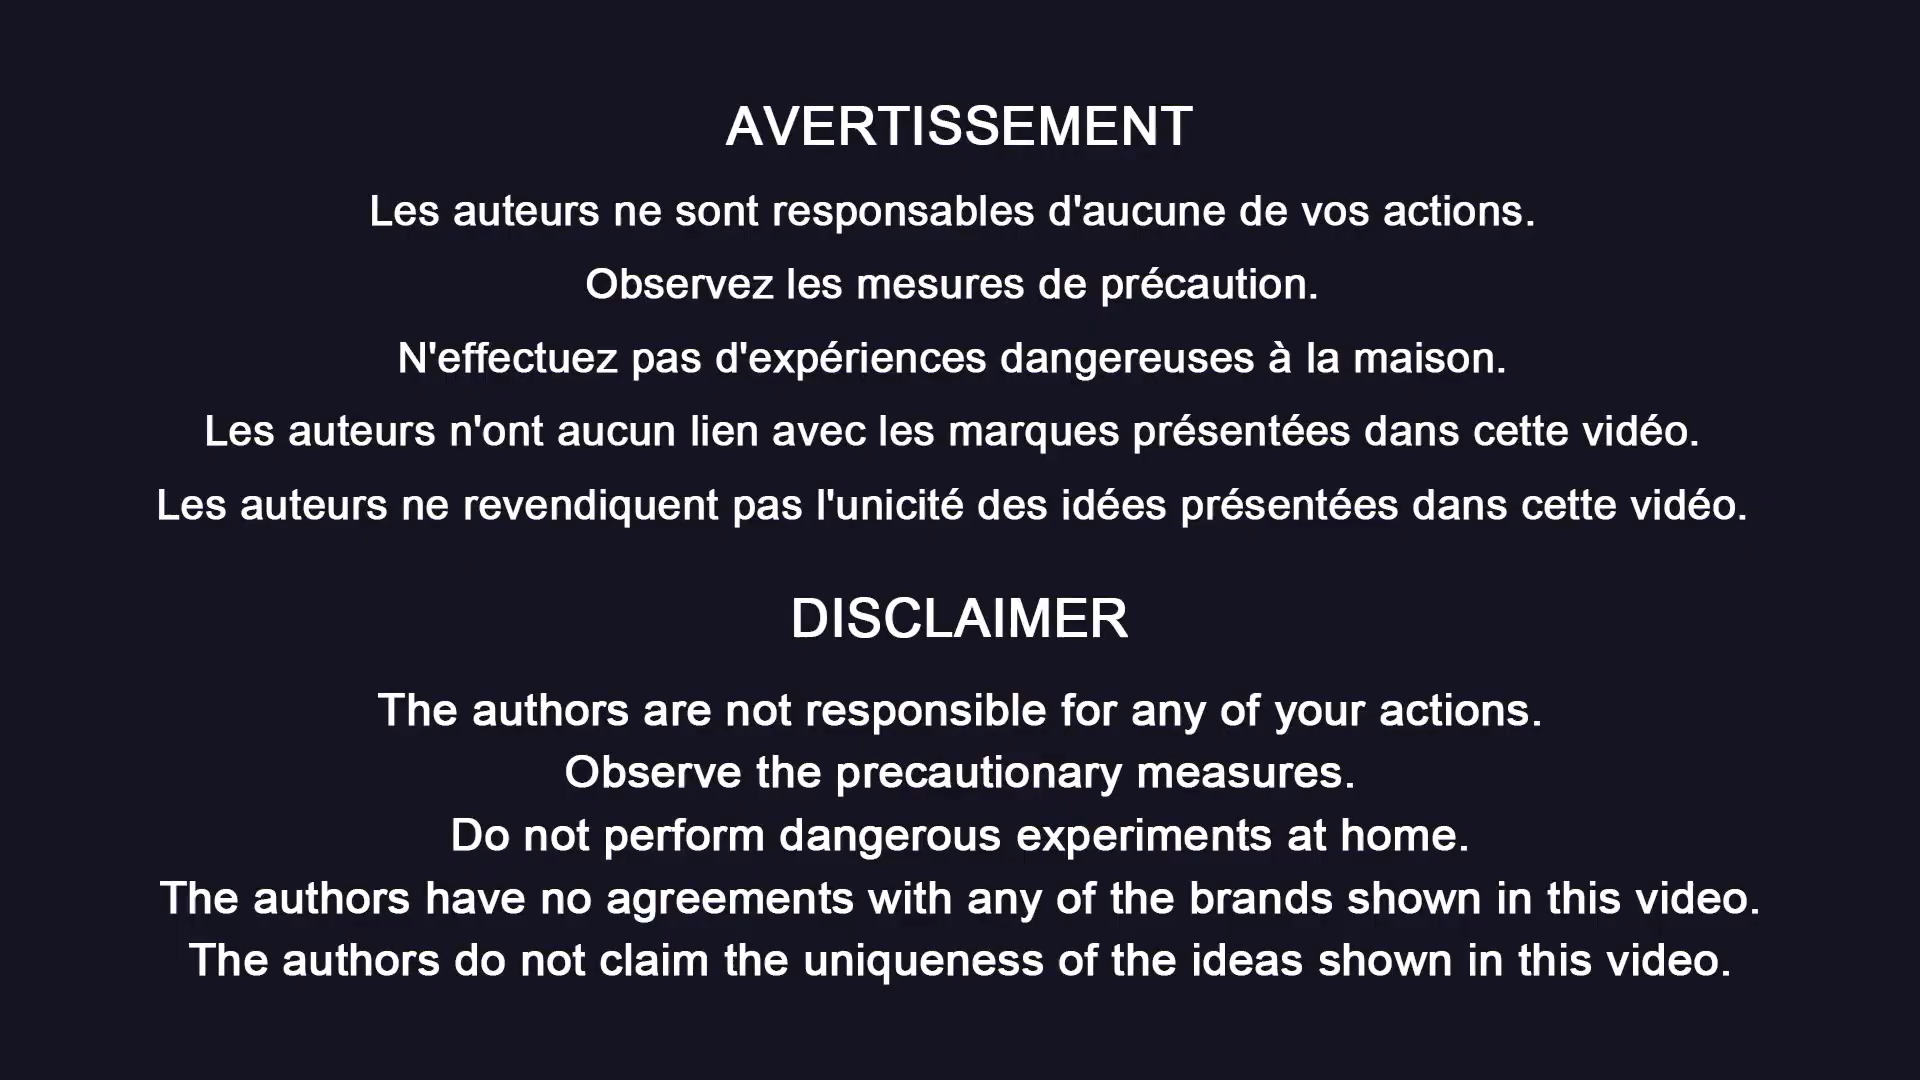 AVERTISSEMENT
Les auteurs ne sont responsables d'aucune de vos actions.
Observez les mesures de précaution.
N'effectuez pas d'expériences dangereuses à la maison.
Les auteurs n'ont aucun lien avec les marques présentées dans cette vidéo.
Les auteurs ne revendiquent pas l'unicité des idées présentées dans cette vidéo.
DISCLAIMER
The authors are not responsible for any of your actions.
Observe the precautionary measures.
Do not perform dangerous experiments at home.
The authors have no agreements with any of the brands shown in this video.
The authors do not claim the uniqueness of the ideas shown in this video.